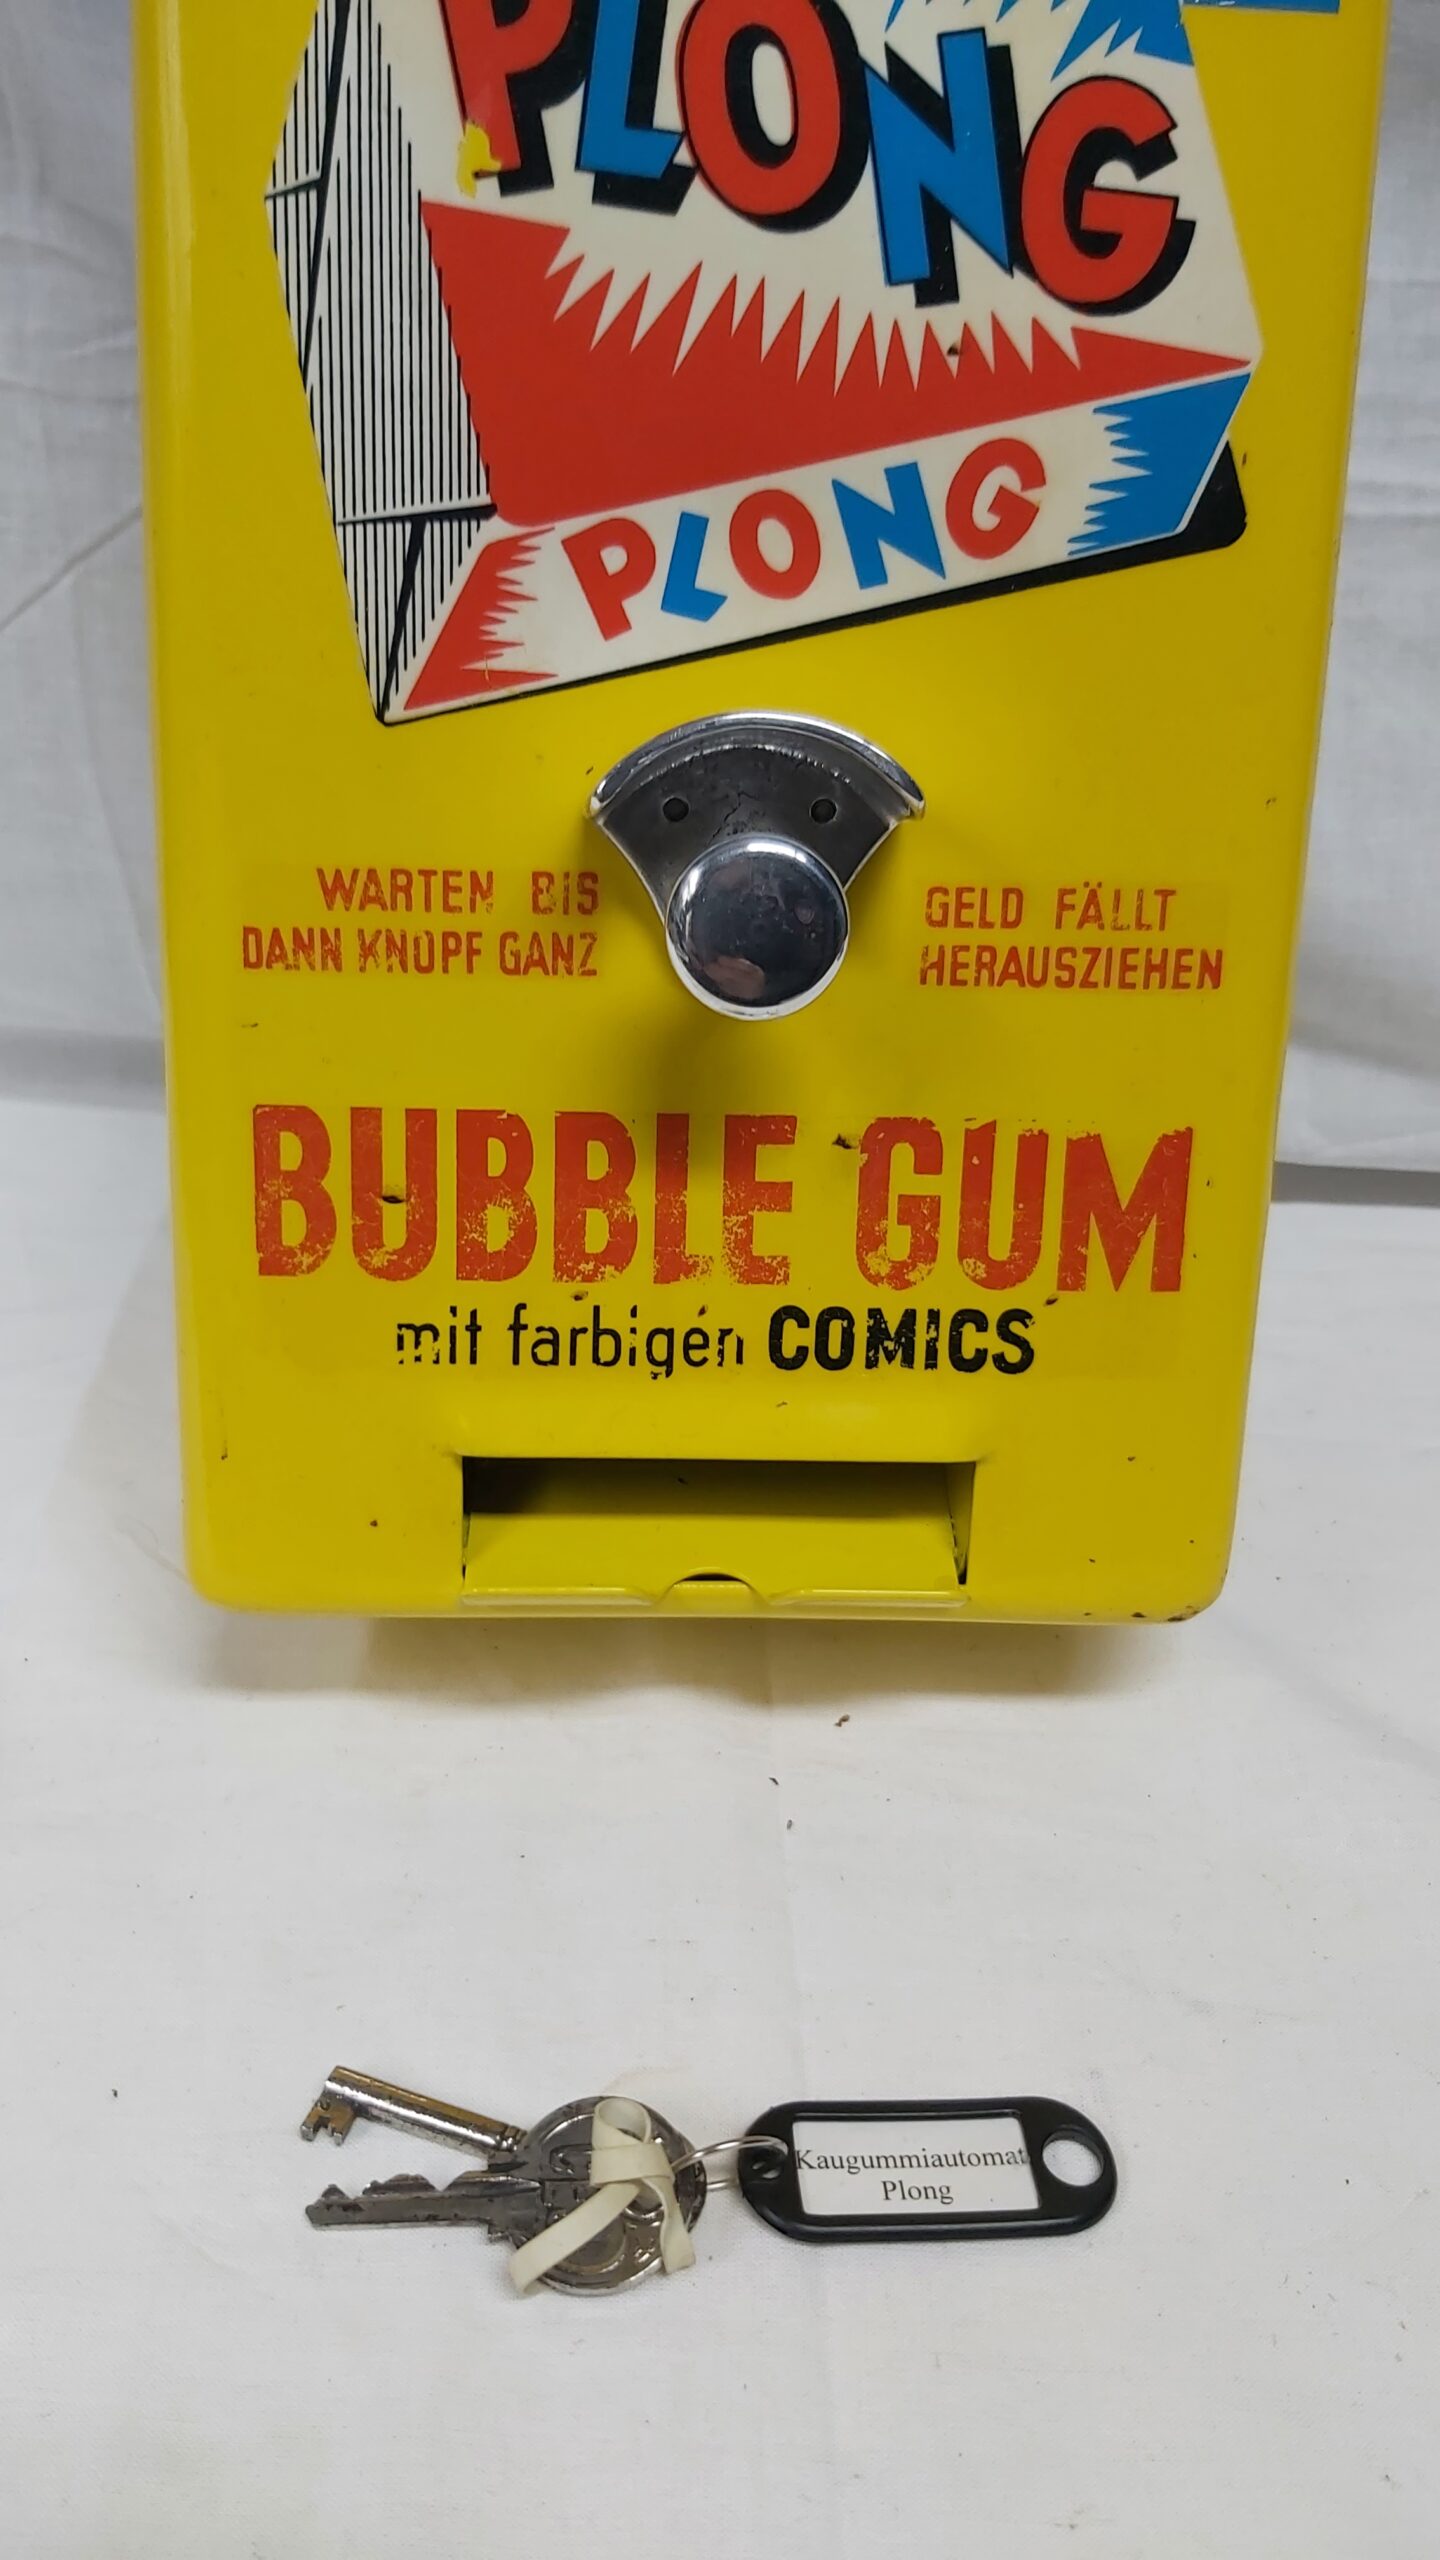 PLONG
PLONG
WARTEN BIS GELD FÄLLT
DANN KNOPF GANZ HERAUSZIEHEN
BUBBLE GUM
mit farbigen COMICS
Kaugummiautomat
Plong